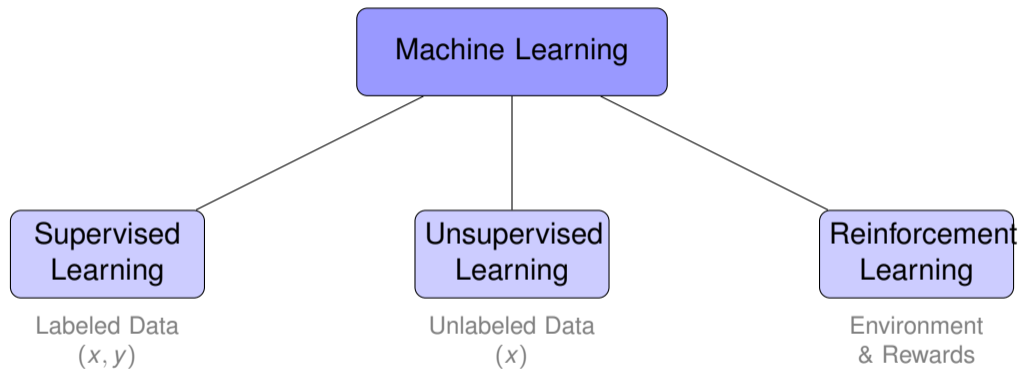 Machine Learning
Supervised
Learning
Unsupervised
Learning
Reinforcement
Learning
Labeled Data
(x, y)
Unlabeled Data
(x)
Environment
& Rewards